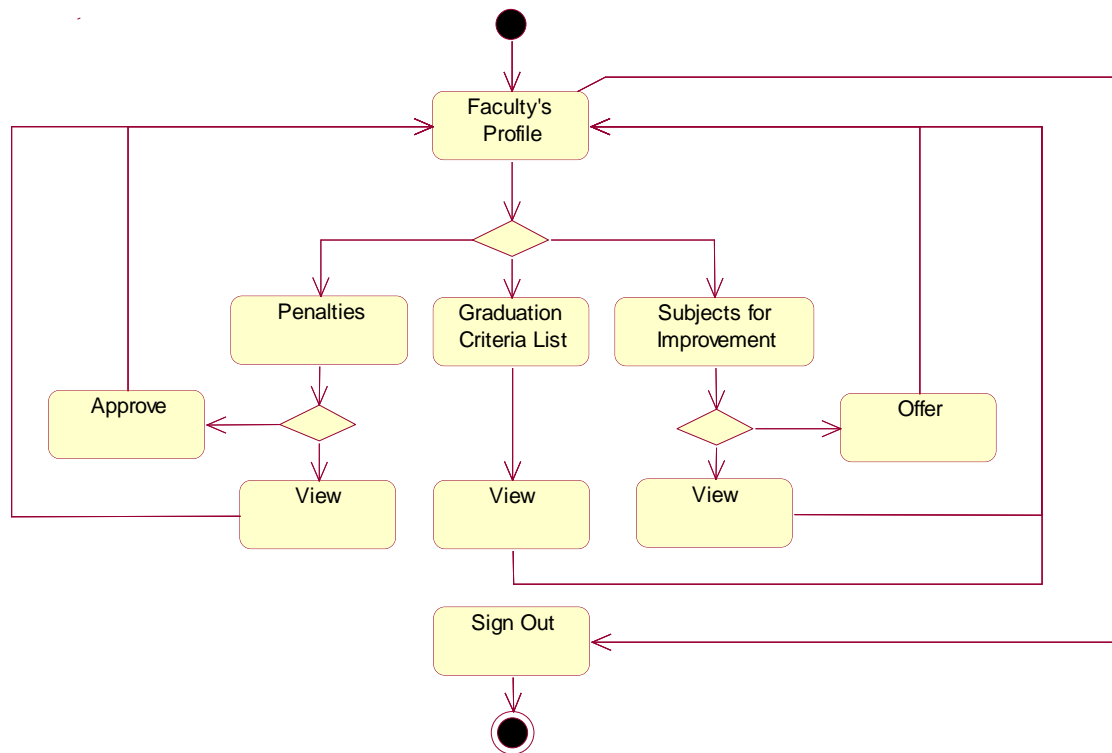 Faculty's
Profile
Penalties
Graduation
Criteria List
Subjects for
Improvement
Approve
Offer
View
View
View
Sign Out